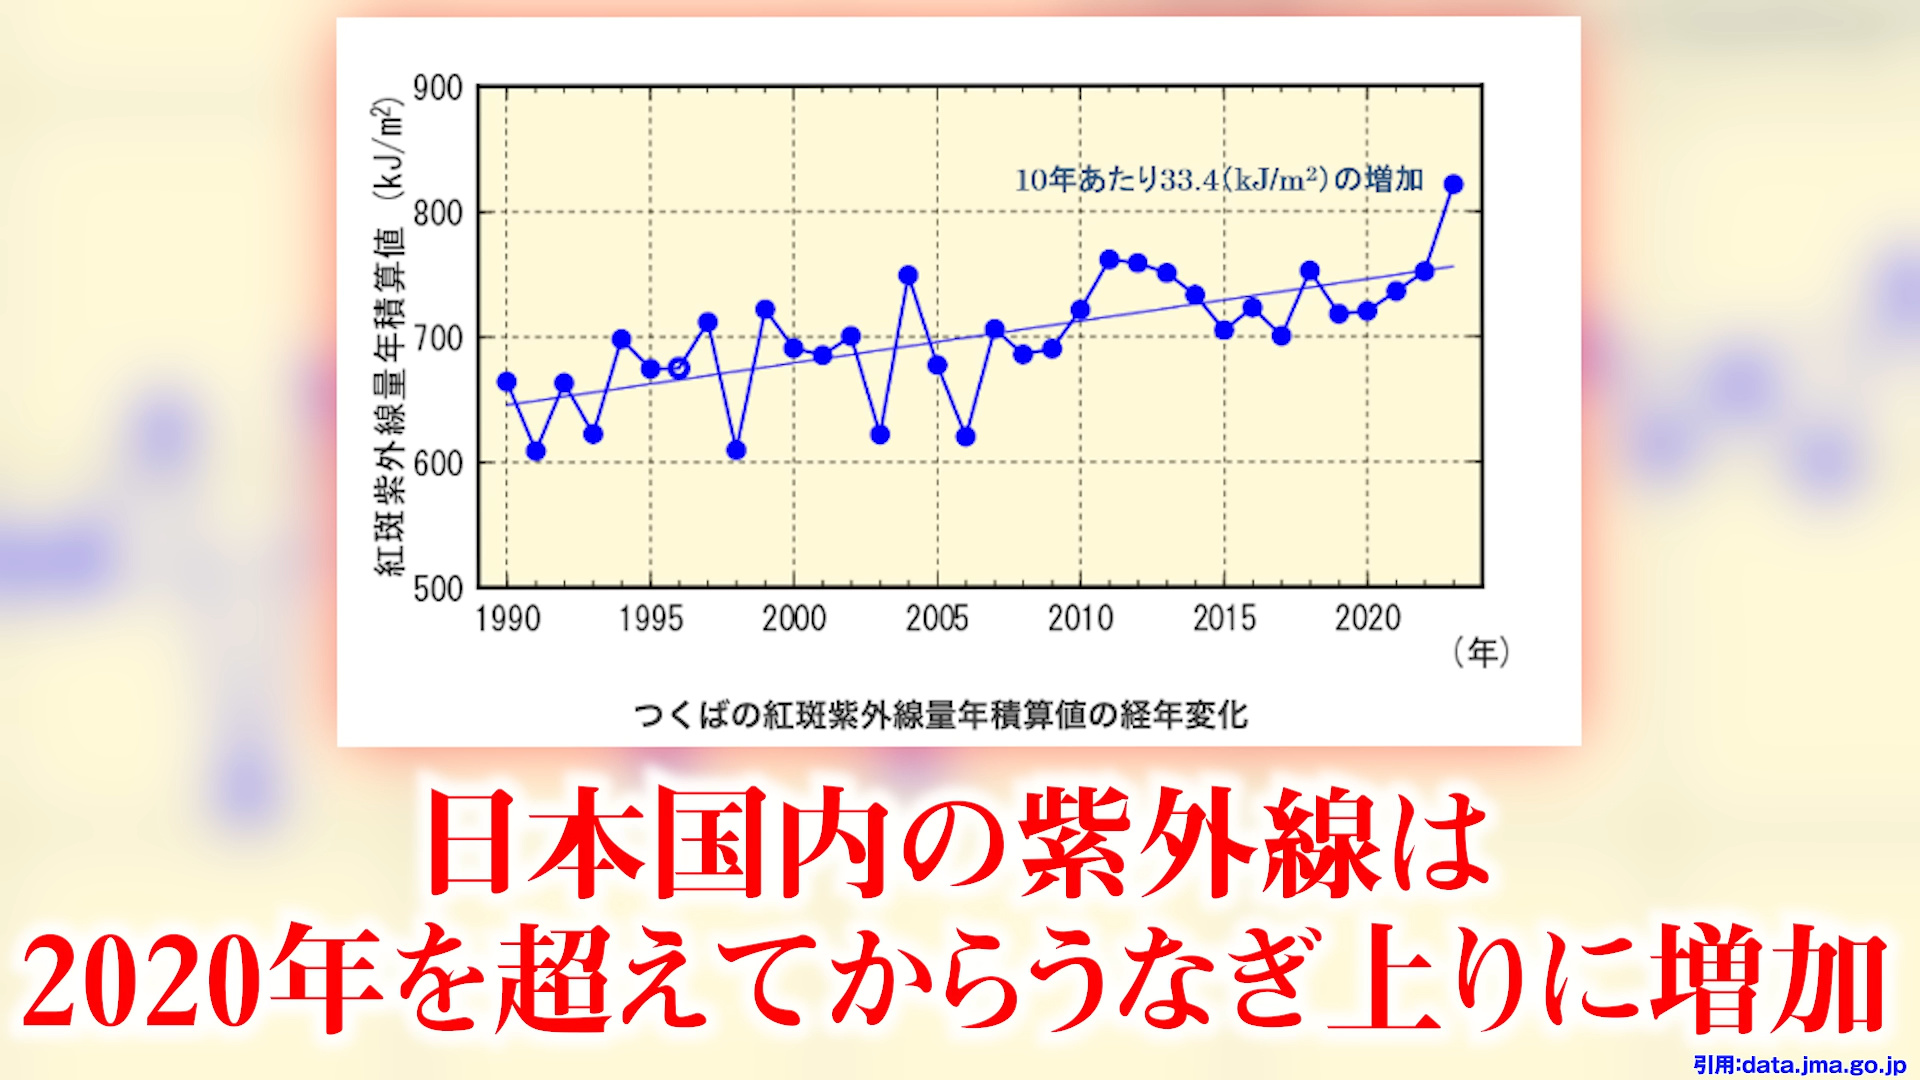 紅斑紫外線量年積算値 (kJ/m²)
900
800
700
600
500
10年あたり33.4(kJ/m²)の増加
1990 1995 2000 2005 2010 2015 2020
(年)
つくばの紅斑紫外線量年積算値の経年変化
日本国内の紫外線は
2020年を超えてからうなぎ上りに増加
引用:data.jma.go.jp